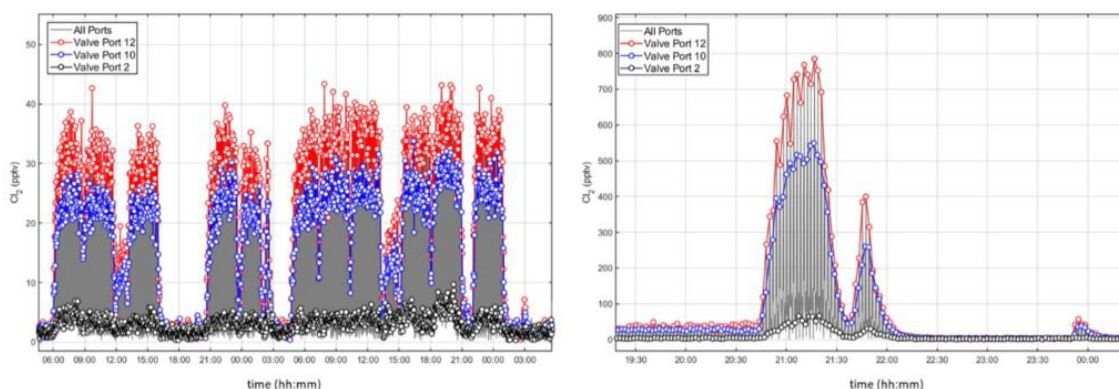 50
40
30
20
10
0
Cl2 (pptv)
All Ports
Valve Port 12
Valve Port 10
Valve Port 2
06:00 09:00 12:00 15:00 18:00 21:00 00:00 03:00 06:00 09:00 12:00 15:00 18:00 21:00 00:00 03:00
time (hh:mm)
900
800
700
600
500
400
300
200
100
0
Cl2 (pptv)
All Ports
Valve Port 12
Valve Port 10
Valve Port 2
19:30 20:00 20:30 21:00 21:30 22:00 22:30 23:00 23:30 00:00
time (hh:mm)